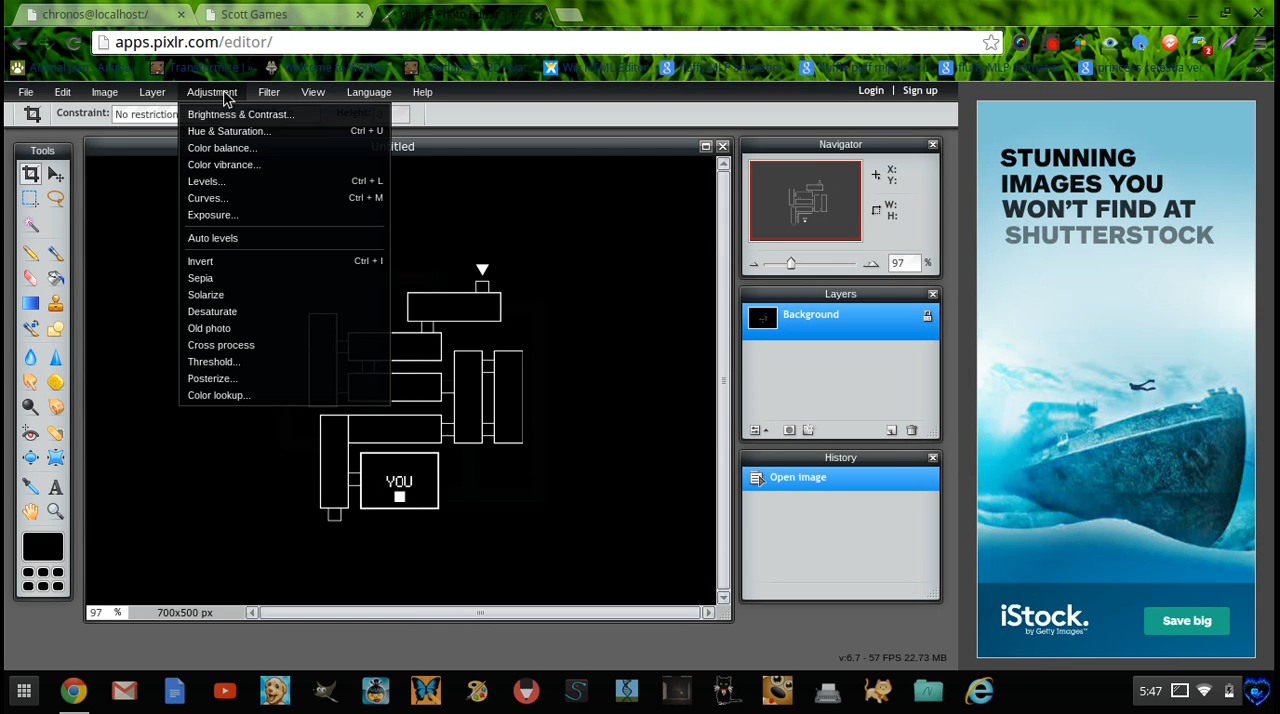 chronos@localhost:/
Scott Games
apps.pixlr.com/editor/
File Edit Image Layer Adjustment Filter View Language Help
Login | Sign up
Constraint: No restriction
Brightness & Contrast...
Hue & Saturation... Ctrl + U
Color balance...
Color vibrance...
Levels... Ctrl + L
Curves... Ctrl + M
Exposure...
Auto levels
Invert Ctrl + I
Sepia
Solarize
Desaturate
Old photo
Cross process
Threshold...
Posterize...
Color lookup...
Tools
Untitled
YOU
97 % 700x500 px
Navigator
X:
Y:
W:
H:
97 %
Layers
Background
History
Open image
v:6.7 - 57 FPS 22.73 MB
STUNNING
IMAGES YOU
WON'T FIND AT
SHUTTERSTOCK
iStock.
by Getty Images™
Save big
5:47